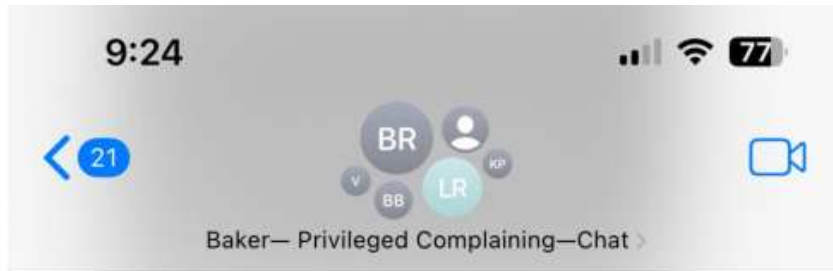 9:24
77
21
BR
KP
V
BB
LR
Baker— Privileged Complaining—Chat